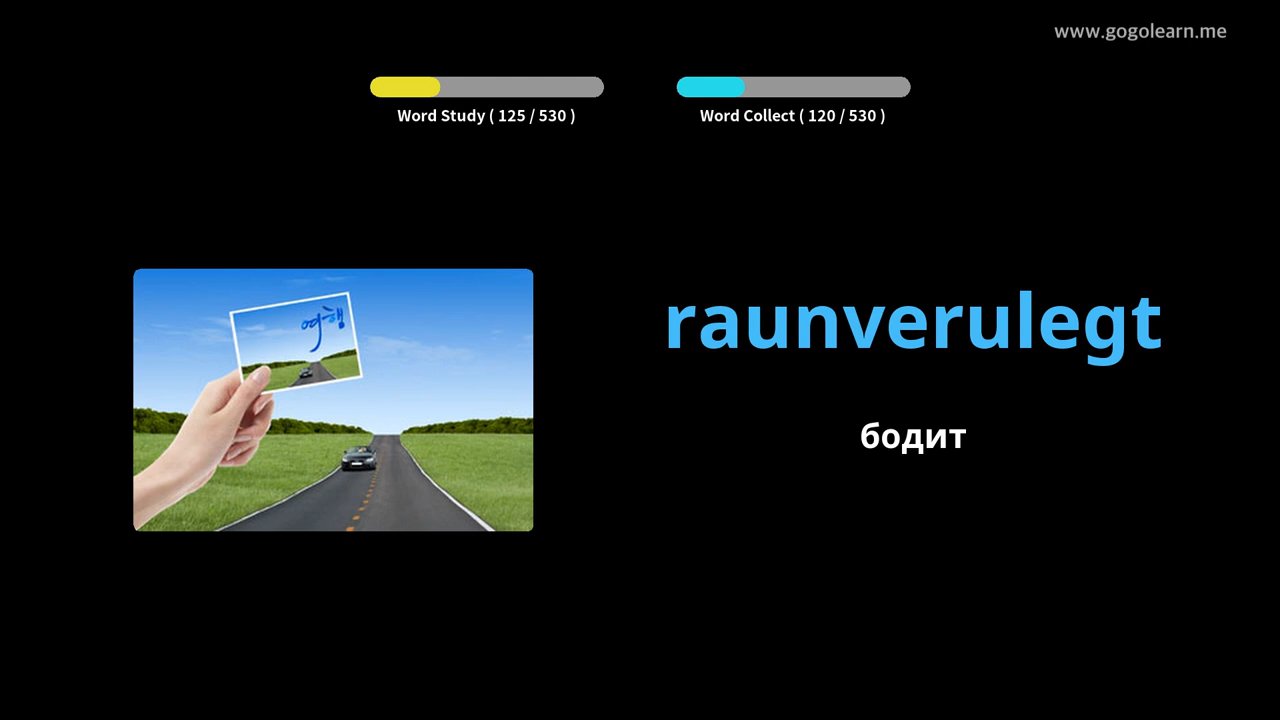 www.gogolearn.me
Word Study ( 125 / 530 )
Word Collect ( 120 / 530 )
여행
raunverulegt
бодит